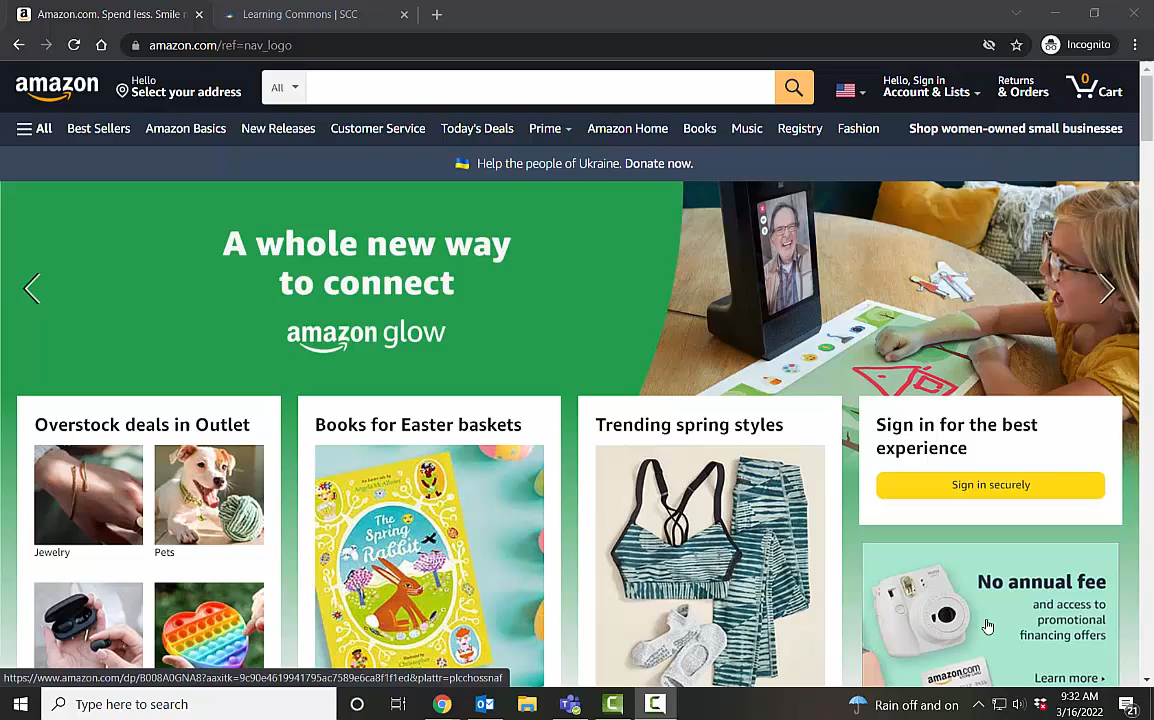 Amazon.com. Spend less. Smile
Learning Commons | SCC
amazon.com/ref=nav_logo
Incognito
amazon
Hello
Select your address
All
Hello, Sign in
Account & Lists
Returns
& Orders
0
Cart
All
Best Sellers
Amazon Basics
New Releases
Customer Service
Today's Deals
Prime
Amazon Home
Books
Music
Registry
Fashion
Shop women-owned small businesses
Help the people of Ukraine. Donate now.
A whole new way
to connect
amazon glow
Overstock deals in Outlet
Jewelry
Pets
Books for Easter baskets
The
Spring
Rabbit
Trending spring styles
Sign in for the best
experience
Sign in securely
No annual fee
and access to
promotional
financing offers
amazon.com
Learn more ›
https://www.amazon.com/dp/B008A0GNA8?aaxitk=9c90e4619941795ac7589e6ca8f1f1ed&plattr=plcchossnaf
Type here to search
Rain off and on
9:32 AM
3/16/2022
21